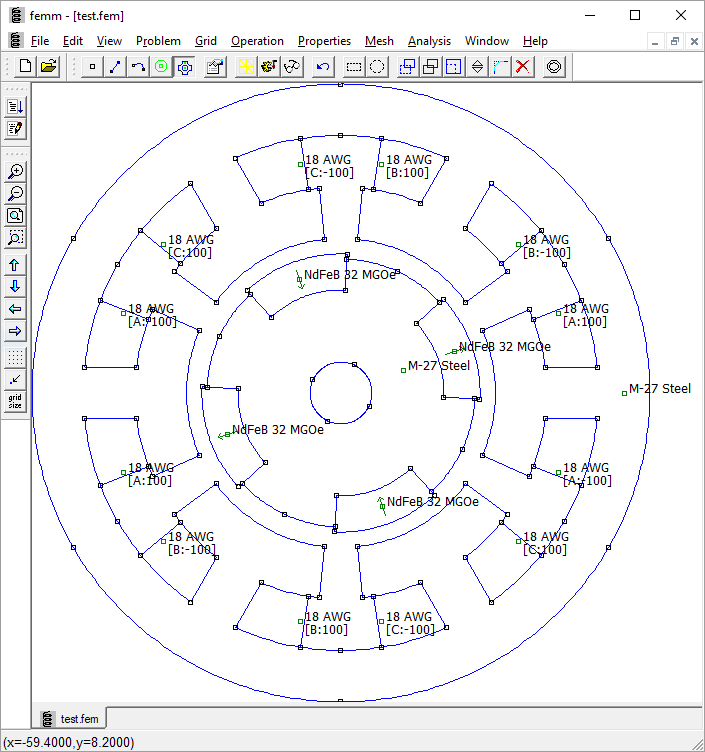 femm - [test.fem]
File Edit View Problem Grid Operation Properties Mesh Analysis Window Help
18 AWG
[C:-100]
18 AWG
[B:100]
18 AWG
[C:100]
18 AWG
[B:-100]
NdFeB 32 MGOe
18 AWG
[A:-100]
18 AWG
[A:100]
NdFeB 32 MGOe
M-27 Steel
M-27 Steel
grid
size
NdFeB 32 MGOe
18 AWG
[A:100]
18 AWG
[A:-100]
NdFeB 32 MGOe
18 AWG
[B:-100]
18 AWG
[C:100]
18 AWG
[B:100]
18 AWG
[C:-100]
test.fem
(x=-59.4000,y=8.2000)